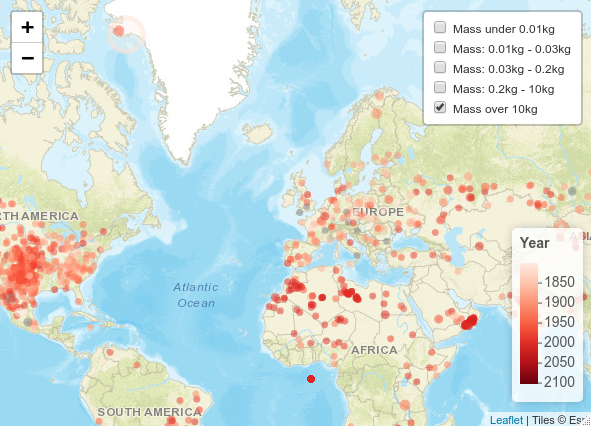 +
−
Mass under 0.01kg
Mass: 0.01kg - 0.03kg
Mass: 0.03kg - 0.2kg
Mass: 0.2kg - 10kg
Mass over 10kg
RTH AMERICA
EUROPE
ASI
Atlantic
Ocean
AFRICA
SOUTH AMERICA
Year
1850
1900
1950
2000
2050
2100
Leaflet | Tiles © Esr